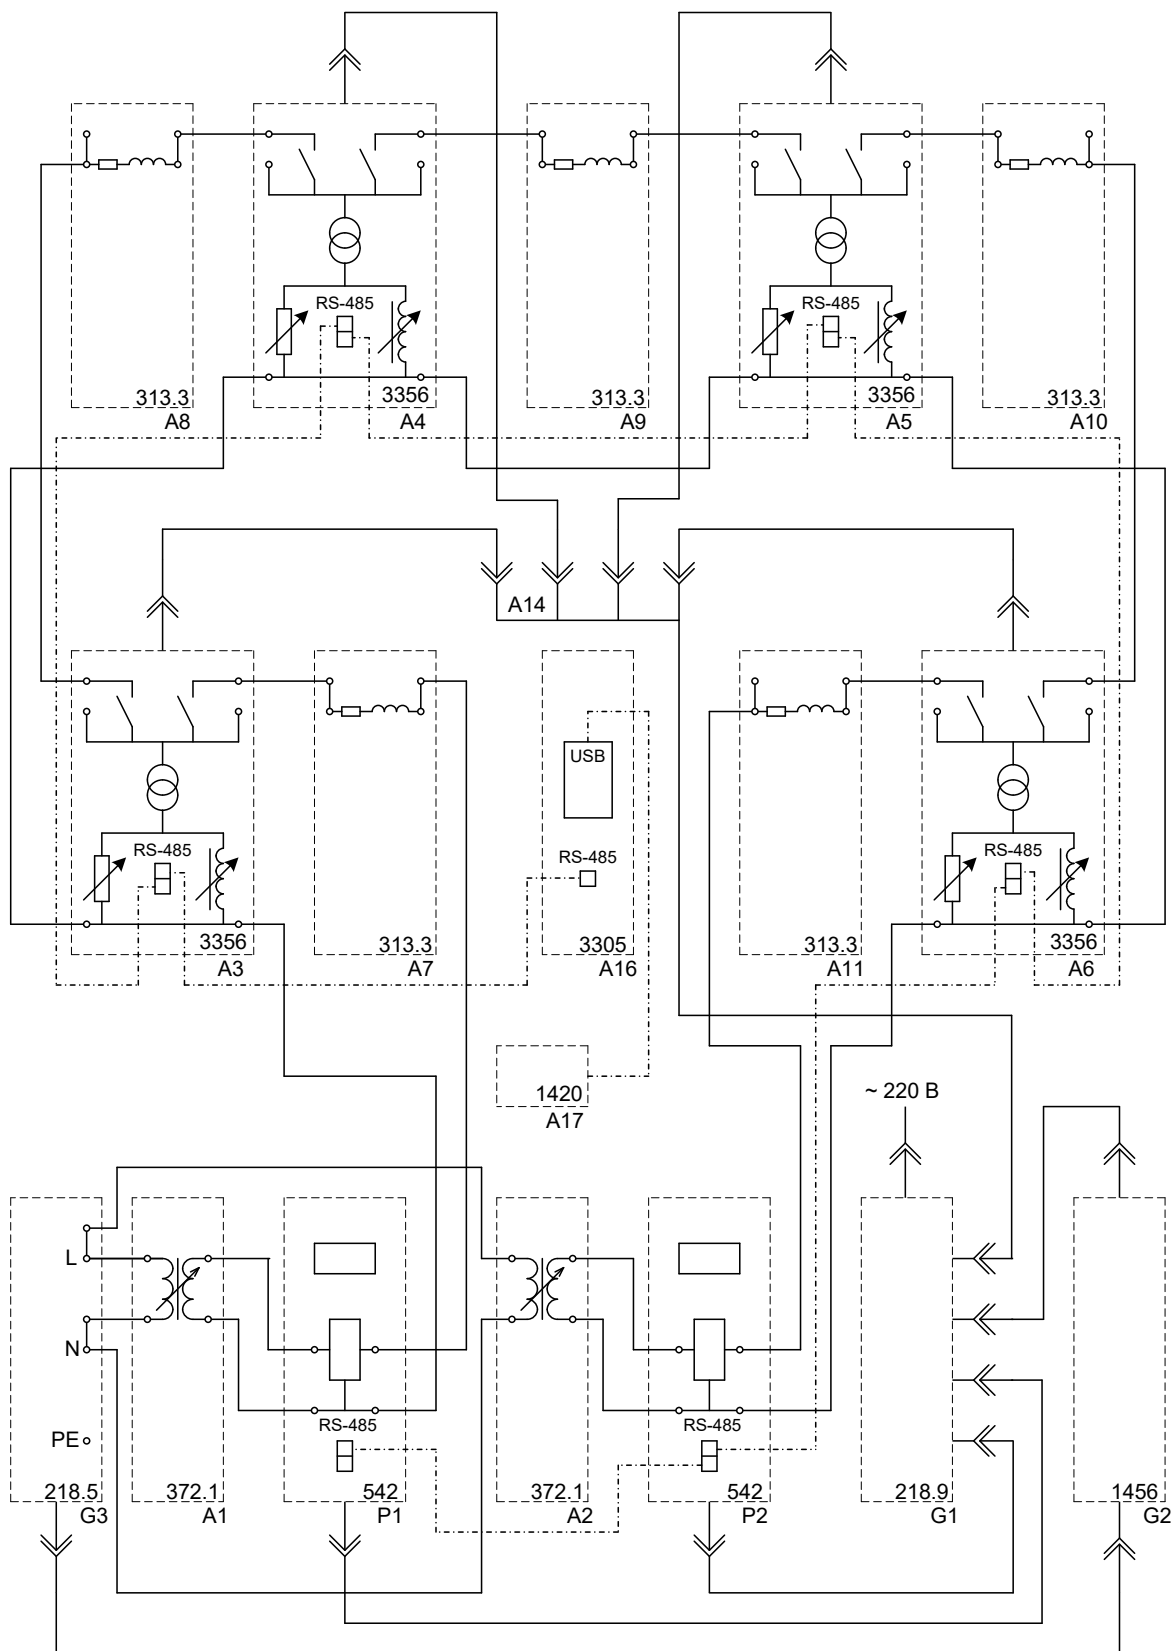 RS-485
RS-485
313.3
3356
313.3
3356
313.3
A8
A4
A9
A5
A10
A14
USB
RS-485
RS-485
RS-485
3356
313.3
3305
313.3
3356
A3
A7
A16
A11
A6
1420
A17
~ 220 В
L
N
RS-485
RS-485
PE
218.5
372.1
542
372.1
542
218.9
1456
G3
A1
P1
A2
P2
G1
G2